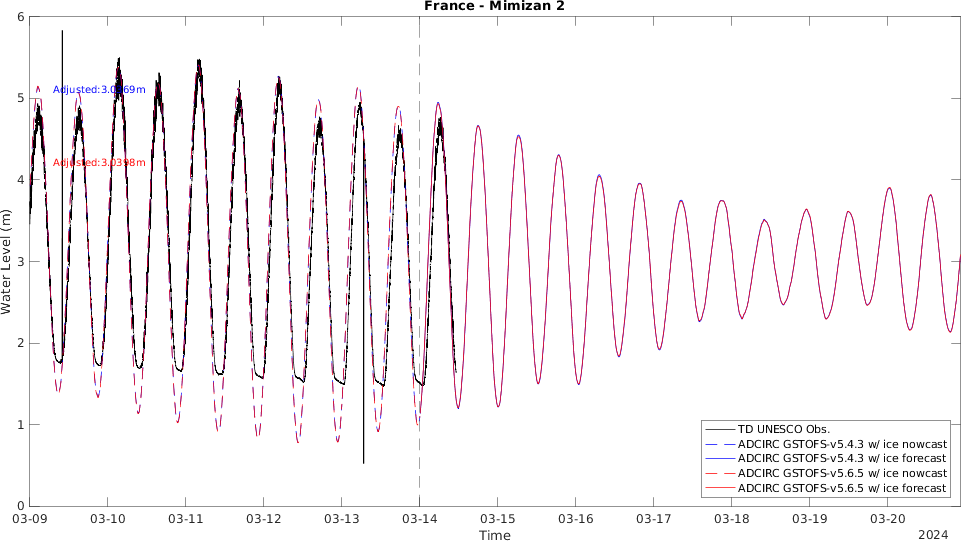 France - Mimizan 2
6
5
4
3
2
1
0
Water Level (m)
Adjusted:3.0469m
Adjusted:3.0398m
TD UNESCO Obs.
ADCIRC GSTOFS-v5.4.3 w/ ice nowcast
ADCIRC GSTOFS-v5.4.3 w/ ice forecast
ADCIRC GSTOFS-v5.6.5 w/ ice nowcast
ADCIRC GSTOFS-v5.6.5 w/ ice forecast
03-09 03-10 03-11 03-12 03-13 03-14 03-15 03-16 03-17 03-18 03-19 03-20
Time
2024